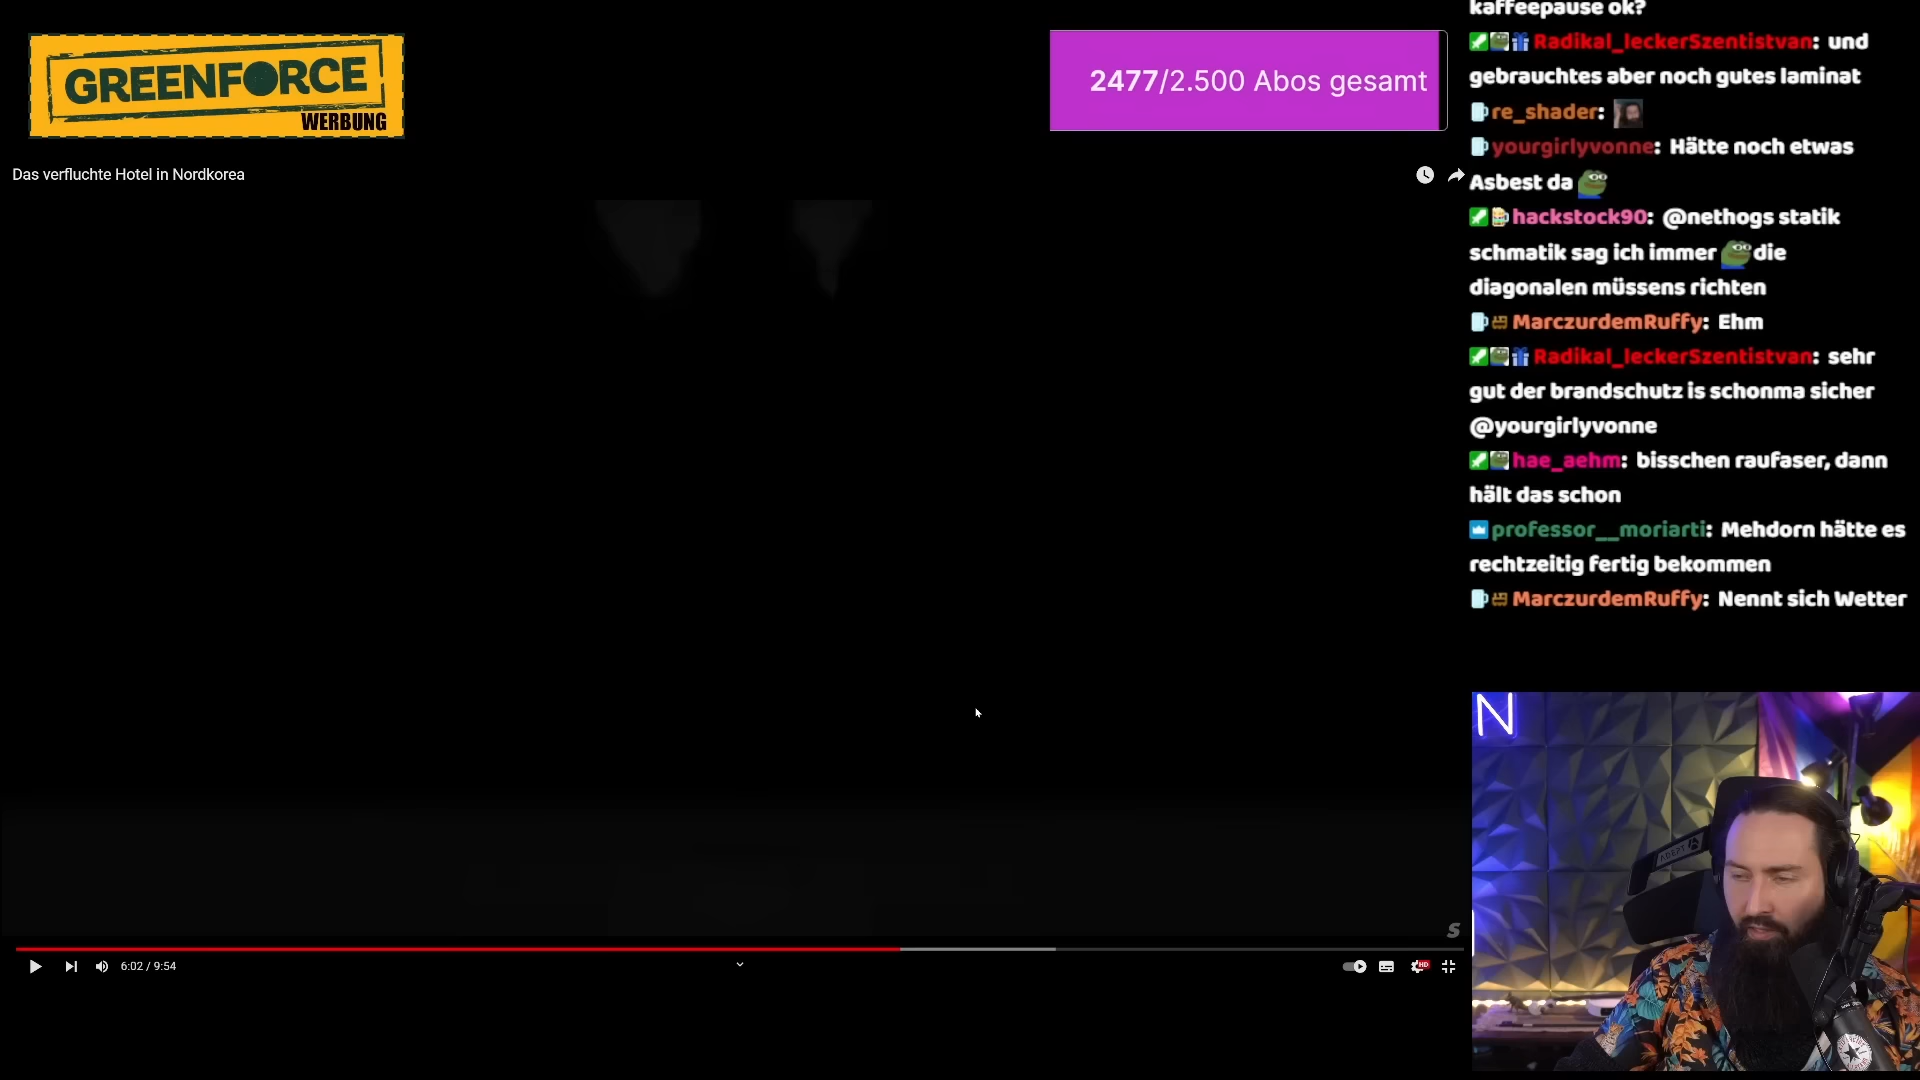 GREENFORCE
WERBUNG
2477/2.500 Abos gesamt
Das verfluchte Hotel in Nordkorea
kaffeepause ok?
Radikal_leckerSzentistvan: und
gebrauchtes aber noch gutes laminat
re_shader:
yourgirlyvonne: Hätte noch etwas
Asbest da
hackstock90: @nethogs statik
schmatik sag ich immer die
diagonalen müssens richten
MarczurdemRuffy: Ehm
Radikal_leckerSzentistvan: sehr
gut der brandschutz is schonma sicher
@yourgirlyvonne
hae_aehm: bisschen raufaser, dann
hält das schon
professor__moriarti: Mehdorn hätte es
rechtzeitig fertig bekommen
MarczurdemRuffy: Nennt sich Wetter
N
S
6:02 / 9:54
HD